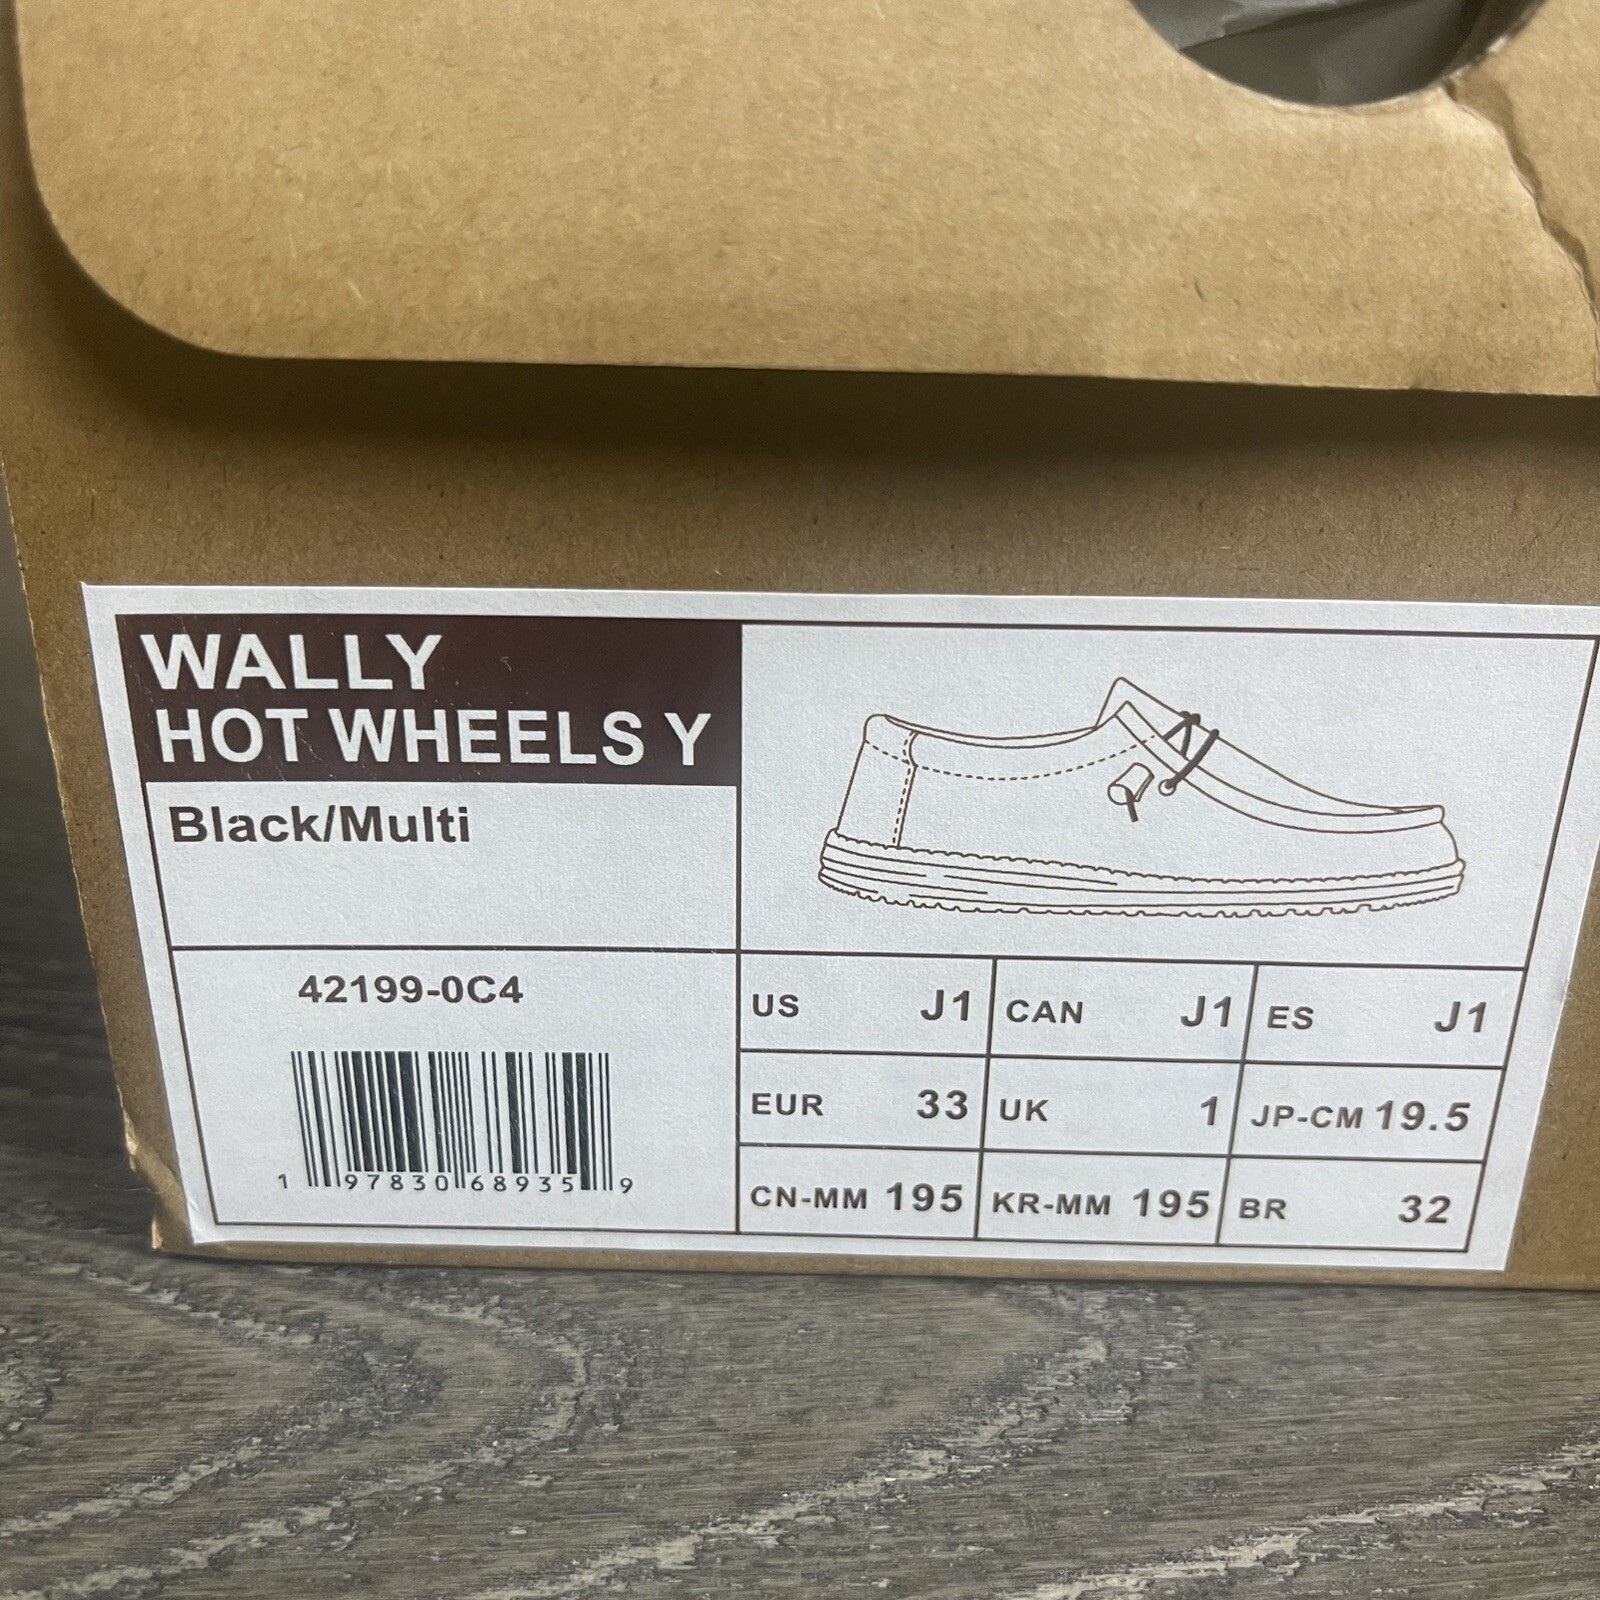 WALLY
HOT WHEELS Y
Black/Multi
42199-0C4
1 97830 68935 9
US J1 CAN J1 ES J1
EUR 33 UK 1 JP-CM 19.5
CN-MM 195 KR-MM 195 BR 32